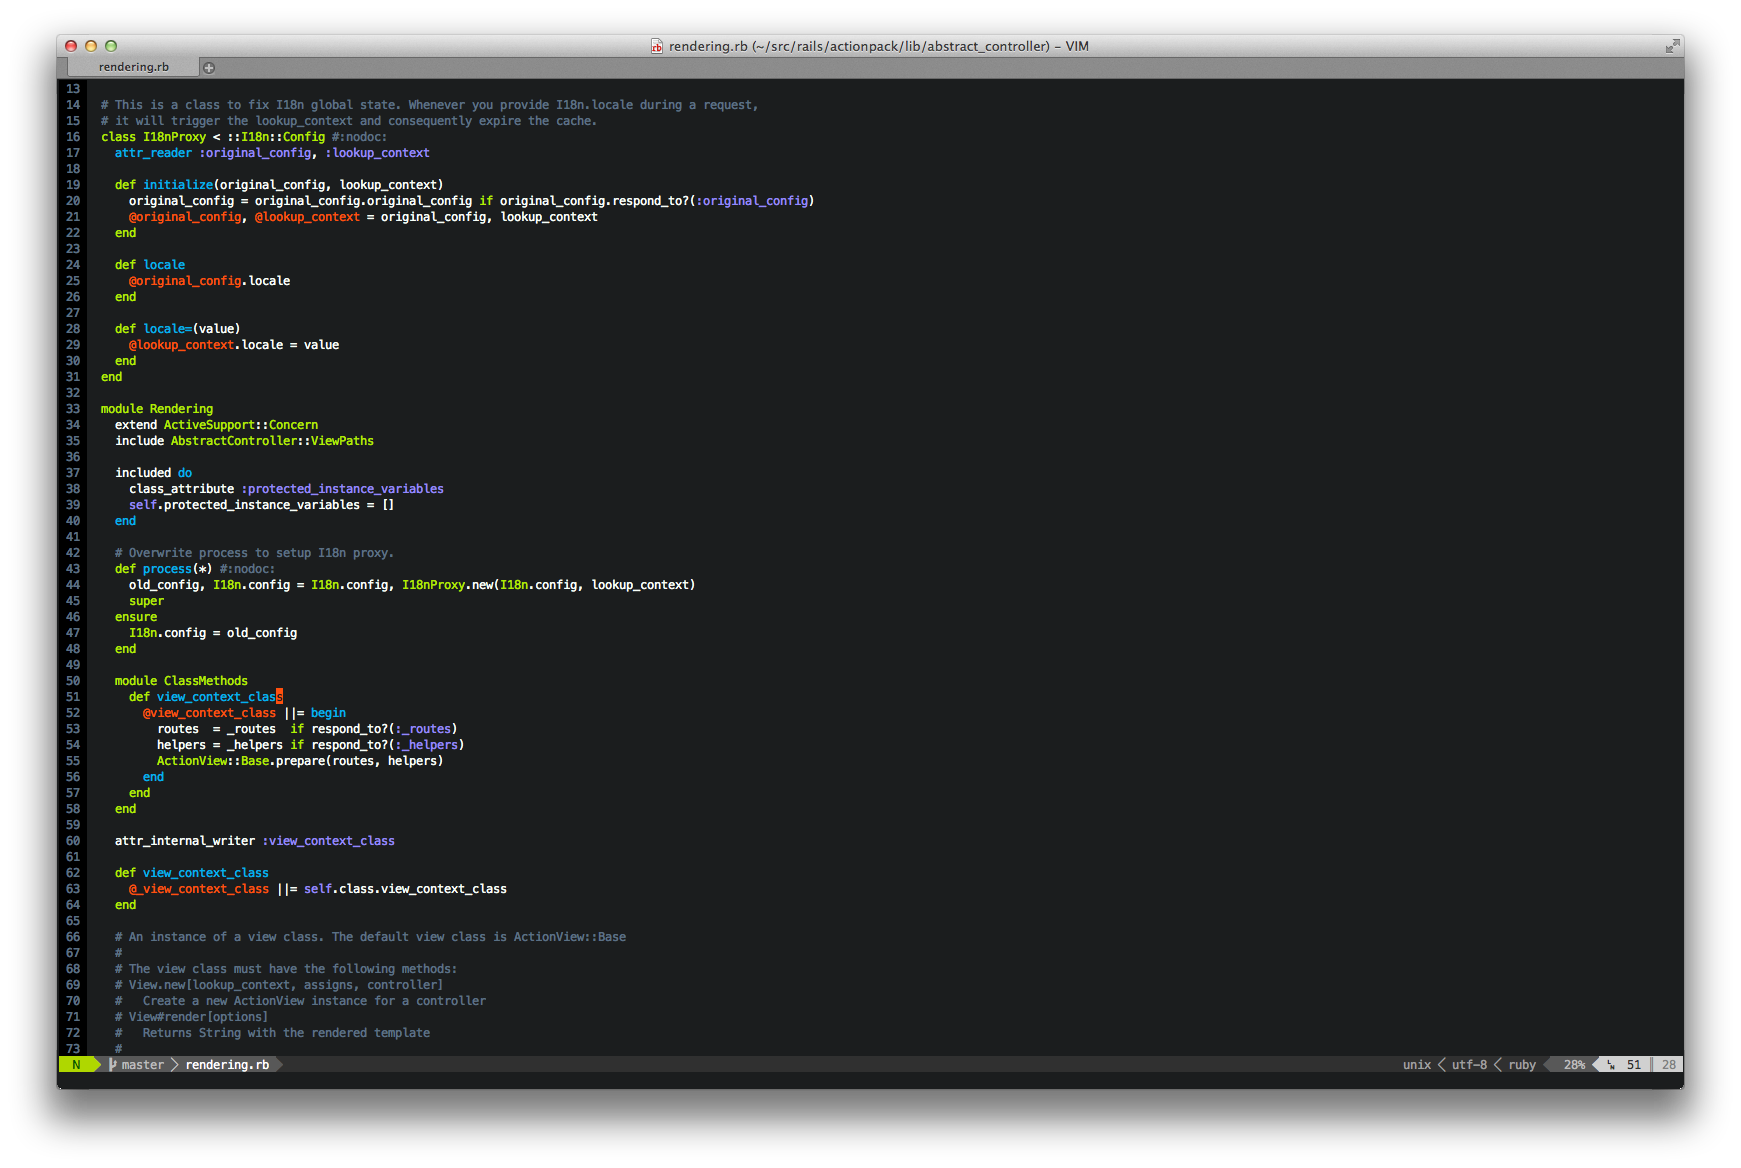 rendering.rb (~/src/rails/actionpack/lib/abstract_controller) – VIM
rendering.rb
13
14 # This is a class to fix I18n global state. Whenever you provide I18n.locale during a request,
15 # it will trigger the lookup_context and consequently expire the cache.
16 class I18nProxy < ::I18n::Config #:nodoc:
17   attr_reader :original_config, :lookup_context
18
19   def initialize(original_config, lookup_context)
20     original_config = original_config.original_config if original_config.respond_to?(:original_config)
21     @original_config, @lookup_context = original_config, lookup_context
22   end
23
24   def locale
25     @original_config.locale
26   end
27
28   def locale=(value)
29     @lookup_context.locale = value
30   end
31 end
32
33 module Rendering
34   extend ActiveSupport::Concern
35   include AbstractController::ViewPaths
36
37   included do
38     class_attribute :protected_instance_variables
39     self.protected_instance_variables = []
40   end
41
42   # Overwrite process to setup I18n proxy.
43   def process(*) #:nodoc:
44     old_config, I18n.config = I18n.config, I18nProxy.new(I18n.config, lookup_context)
45     super
46   ensure
47     I18n.config = old_config
48   end
49
50   module ClassMethods
51     def view_context_class
52       @view_context_class ||= begin
53         routes  = _routes  if respond_to?(:_routes)
54         helpers = _helpers if respond_to?(:_helpers)
55         ActionView::Base.prepare(routes, helpers)
56       end
57     end
58   end
59
60   attr_internal_writer :view_context_class
61
62   def view_context_class
63     @_view_context_class ||= self.class.view_context_class
64   end
65
66   # An instance of a view class. The default view class is ActionView::Base
67   #
68   # The view class must have the following methods:
69   # View.new[lookup_context, assigns, controller]
70   #   Create a new ActionView instance for a controller
71   # View#render[options]
72   #   Returns String with the rendered template
73   #
N master rendering.rb unix utf-8 ruby 28% LN 51 28